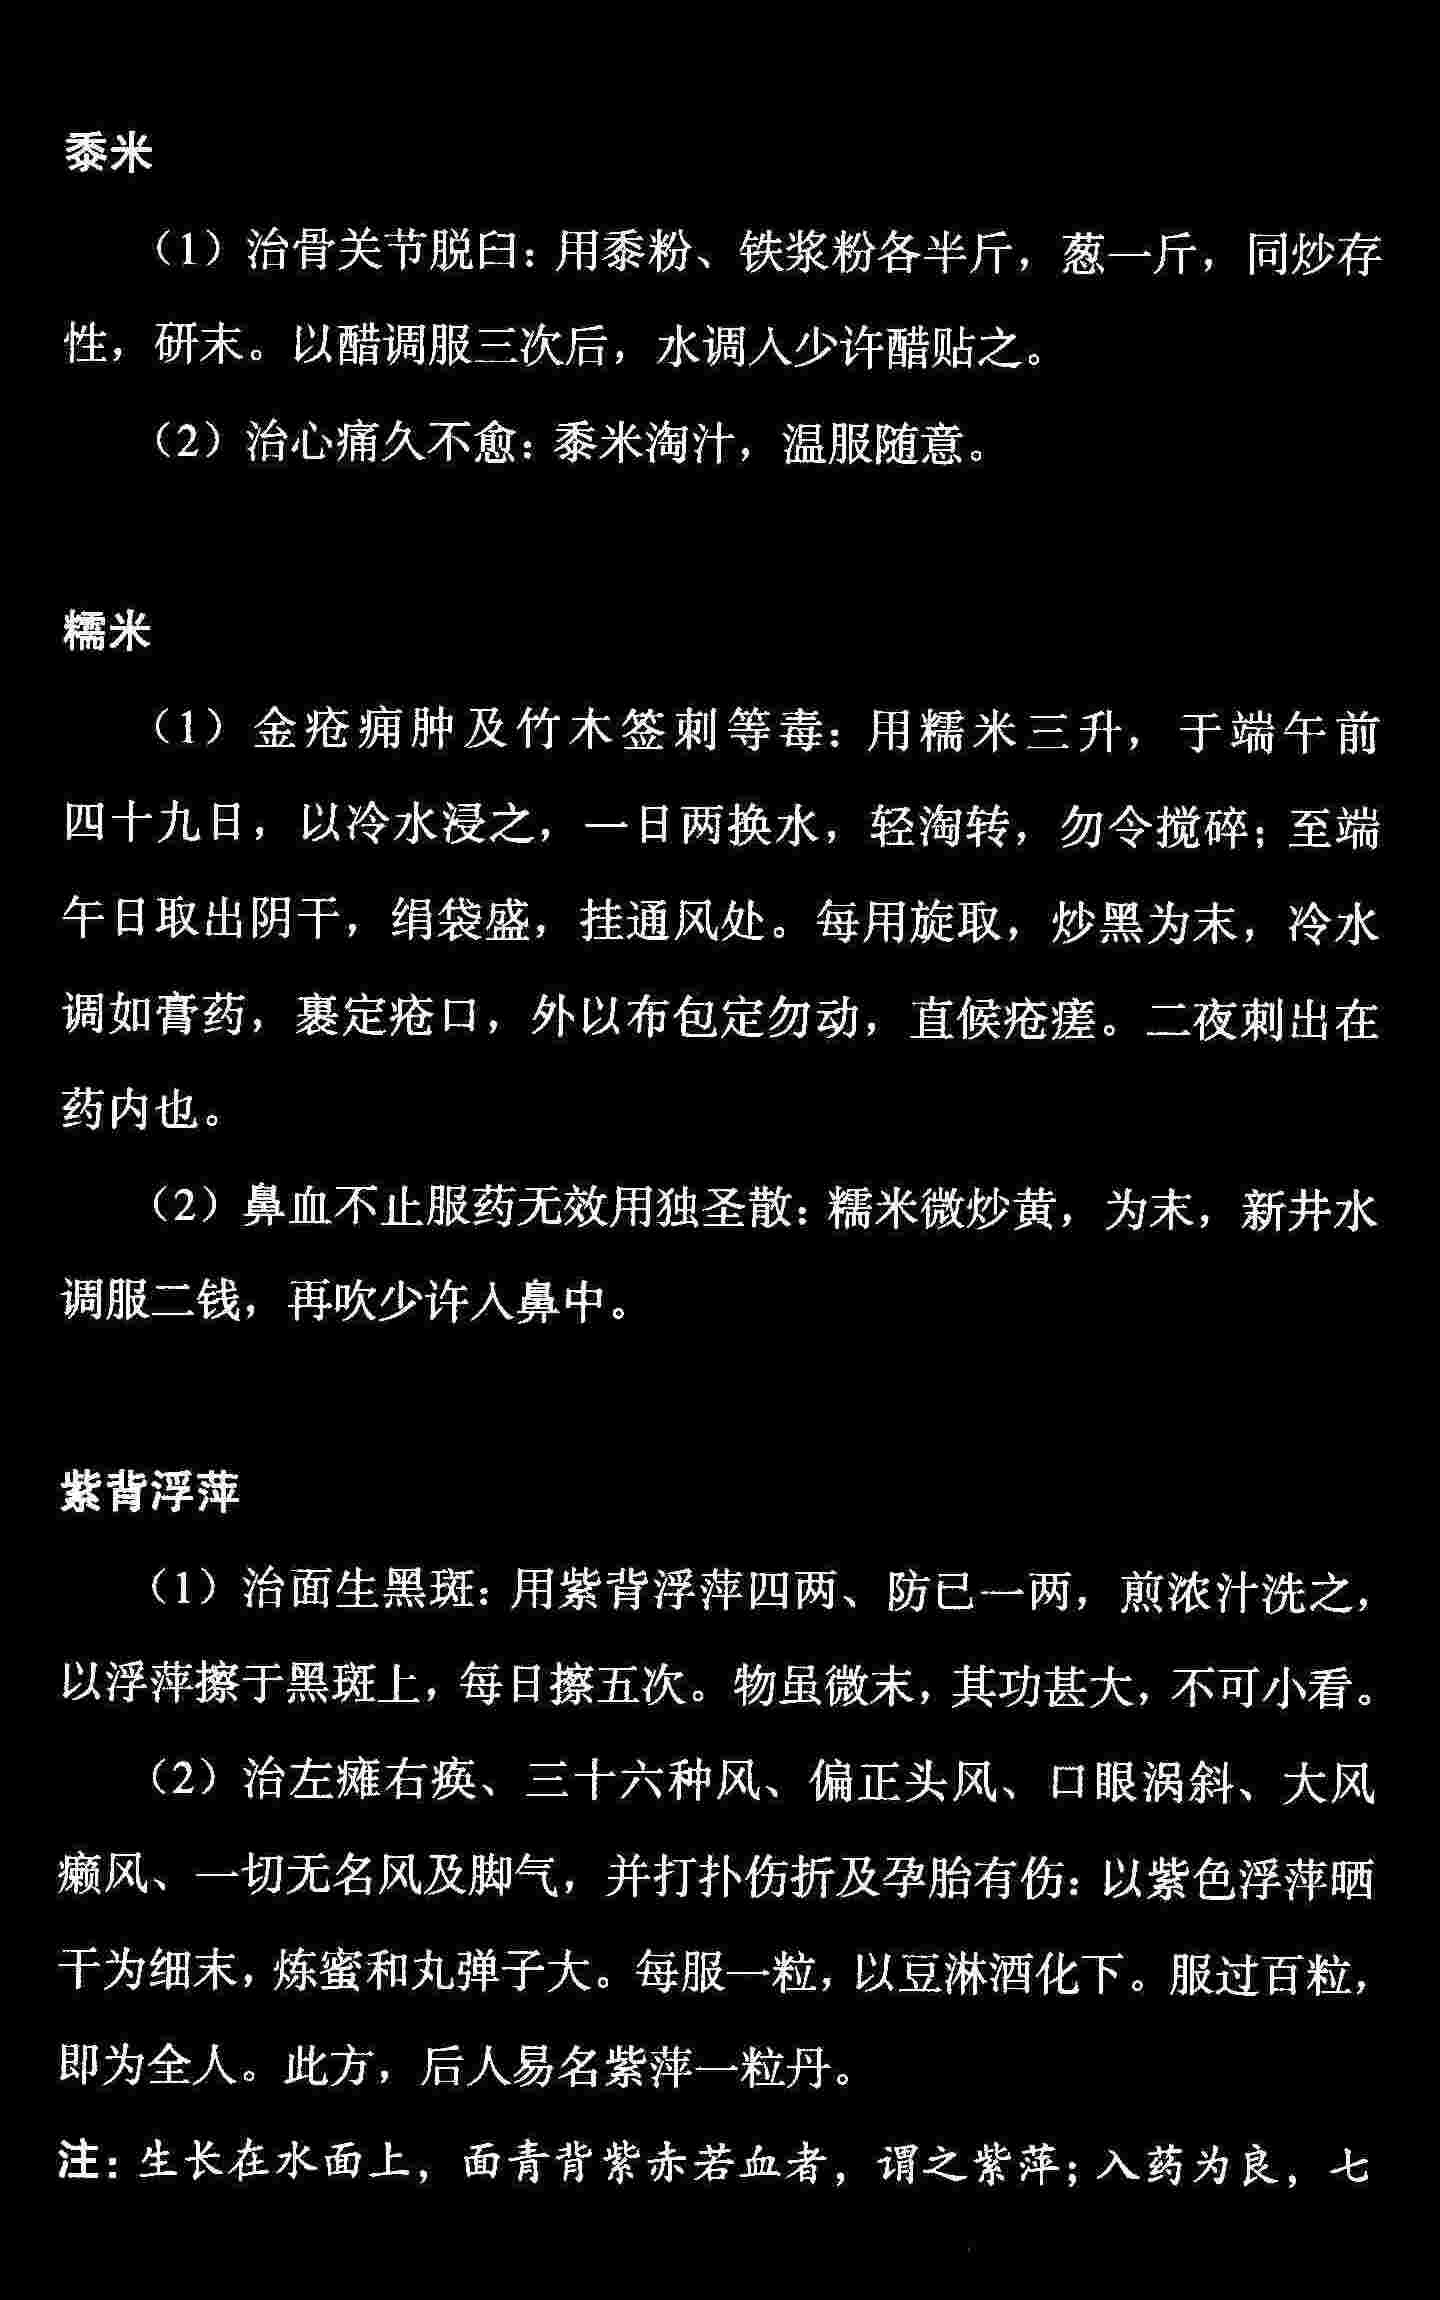 黍米
（1）治骨关节脱臼：用黍粉、铁浆粉各半斤，葱一斤，同炒存
性，研末。以醋调服三次后，水调入少许醋贴之。
（2）治心痛久不愈：黍米淘汁，温服随意。
糯米
（1）金疮痈肿及竹木签刺等毒：用糯米三升，于端午前
四十九日，以冷水浸之，一日两换水，轻淘转，勿令搅碎；至端
午日取出阴干，绢袋盛，挂通风处。每用旋取，炒黑为末，冷水
调如膏药，裹定疮口，外以布包定勿动，直候疮瘥。二夜刺出在
药内也。
（2）鼻血不止服药无效用独圣散：糯米微炒黄，为末，新井水
调服二钱，再吹少许入鼻中。
紫背浮萍
（1）治面生黑斑：用紫背浮萍四两、防已一两，煎浓汁洗之，
以浮萍擦于黑斑上，每日擦五次。物虽微末，其功甚大，不可小看。
（2）治左瘫右痪、三十六种风、偏正头风、口眼涡斜、大风
癞风、一切无名风及脚气，并打扑伤折及孕胎有伤：以紫色浮萍晒
干为细末，炼蜜和丸弹子大。每服一粒，以豆淋酒化下。服过百粒，
即为全人。此方，后人易名紫萍一粒丹。
注：生长在水面上，面青背紫赤若血者，谓之紫萍；入药为良，七